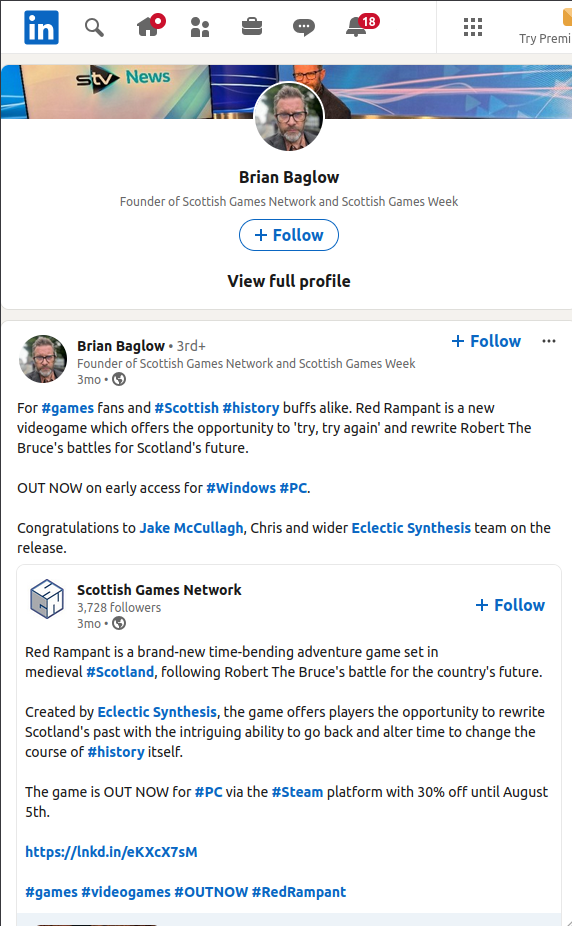 in
18
Try Premi
stv News
Brian Baglow
Founder of Scottish Games Network and Scottish Games Week
+ Follow
View full profile
Brian Baglow • 3rd+
+ Follow
Founder of Scottish Games Network and Scottish Games Week
3mo •
For #games fans and #Scottish #history buffs alike. Red Rampant is a new
videogame which offers the opportunity to 'try, try again' and rewrite Robert The
Bruce's battles for Scotland's future.
OUT NOW on early access for #Windows #PC.
Congratulations to Jake McCullagh, Chris and wider Eclectic Synthesis team on the
release.
Scottish Games Network
3,728 followers
+ Follow
3mo •
Red Rampant is a brand-new time-bending adventure game set in
medieval #Scotland, following Robert The Bruce's battle for the country's future.
Created by Eclectic Synthesis, the game offers players the opportunity to rewrite
Scotland's past with the intriguing ability to go back and alter time to change the
course of #history itself.
The game is OUT NOW for #PC via the #Steam platform with 30% off until August
5th.
https://lnkd.in/eKXcX7sM
#games #videogames #OUTNOW #RedRampant